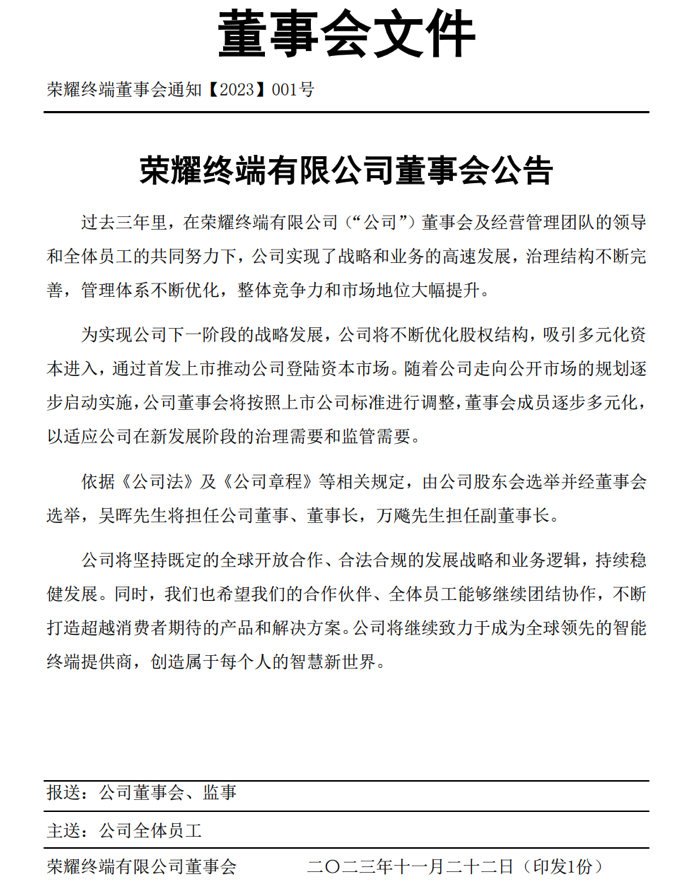 董事会文件
荣耀终端董事会通知【2023】001号
荣耀终端有限公司董事会公告
过去三年里，在荣耀终端有限公司（“公司”）董事会及经营管理团队的领导
和全体员工的共同努力下，公司实现了战略和业务的高速发展，治理结构不断完
善，管理体系不断优化，整体竞争力和市场地位大幅提升。
为实现公司下一阶段的战略发展，公司将不断优化股权结构，吸引多元化资
本进入，通过首发上市推动公司登陆资本市场。随着公司走向公开市场的规划逐
步启动实施，公司董事会将按照上市公司标准进行调整，董事会成员逐步多元化，
以适应公司在新发展阶段的治理需要和监管需要。
依据《公司法》及《公司章程》等相关规定，由公司股东会选举并经董事会
选举，吴晖先生将担任公司董事、董事长，万飚先生担任副董事长。
公司将坚持既定的全球开放合作、合法合规的发展战略和业务逻辑，持续稳
健发展。同时，我们也希望我们的合作伙伴、全体员工能够继续团结协作，不断
打造超越消费者期待的产品和解决方案。公司将继续致力于成为全球领先的智能
终端提供商，创造属于每个人的智慧新世界。
报送：公司董事会、监事
主送：公司全体员工
荣耀终端有限公司董事会 二〇二三年十一月二十二日（印发1份）